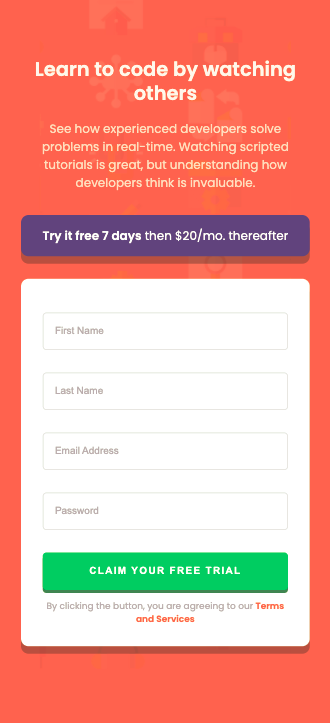 Learn to code by watching
others
See how experienced developers solve
problems in real-time. Watching scripted
tutorials is great, but understanding how
developers think is invaluable.
Try it free 7 days then $20/mo. thereafter
First Name
Last Name
Email Address
Password
CLAIM YOUR FREE TRIAL
By clicking the button, you are agreeing to our Terms
and Services